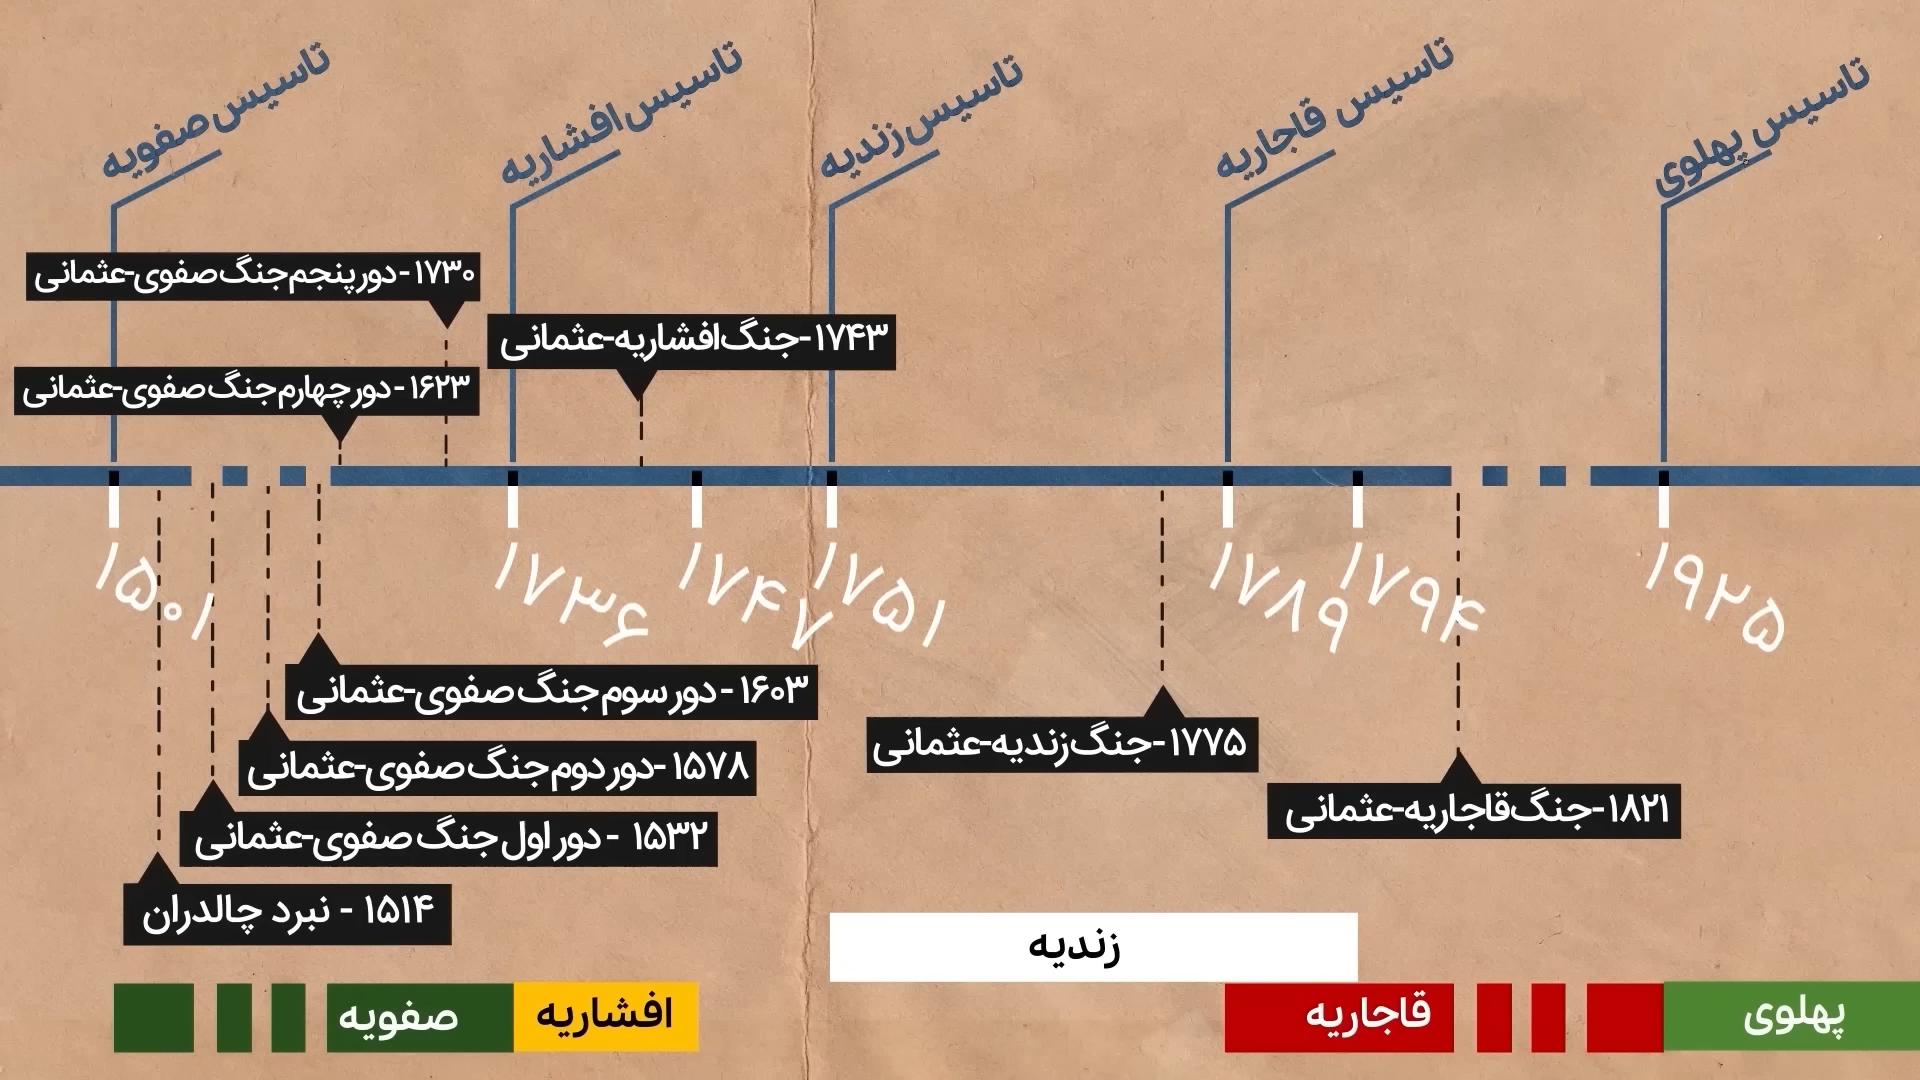 تاسیس صفویه
تاسیس افشاریه
تاسیس زندیه
تاسیس قاجاریه
تاسیس پهلوی
۱۷۳۰ - دور پنجم جنگ صفوی-عثمانی
۱۷۴۳-جنگ افشاریه-عثمانی
۱۶۲۳ - دور چهارم جنگ صفوی-عثمانی
۱۵۰۱
۱۷۳۶
۱۷۴۷
۱۷۵۱
۱۷۸۹
۱۷۹۴
۱۹۲۵
۱۶۰۳ - دور سوم جنگ صفوی-عثمانی
۱۵۷۸ -دور دوم جنگ صفوی-عثمانی
۱۵۳۲ - دور اول جنگ صفوی-عثمانی
۱۵۱۴ - نبرد چالدران
۱۷۷۵-جنگ زندیه-عثمانی
۱۸۲۱-جنگ قاجاریه-عثمانی
زندیه
صفویه
افشاریه
قاجاریه
پهلوی